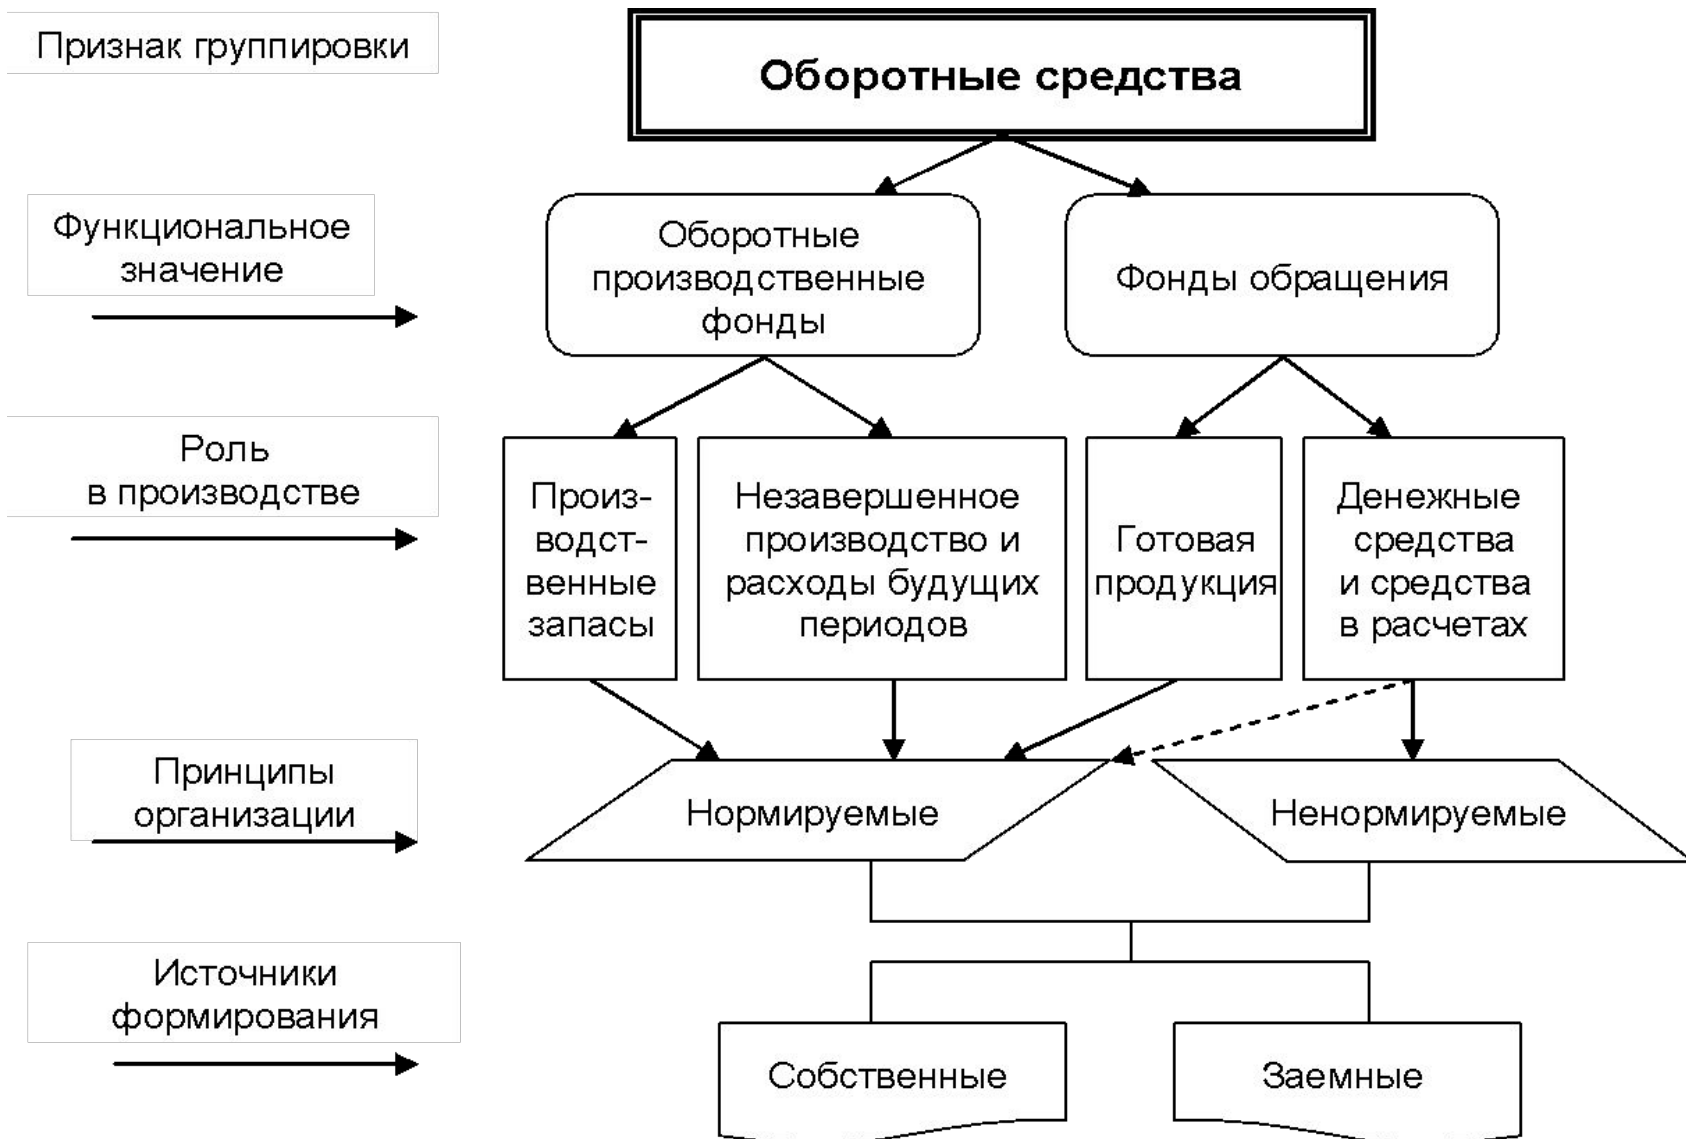 Признак группировки
Оборотные средства
Функциональное
значение
Оборотные
производственные
фонды
Фонды обращения
Роль
в производстве
Произ-
водст-
венные
запасы
Незавершенное
производство и
расходы будущих
периодов
Готовая
продукция
Денежные
средства
и средства
в расчетах
Принципы
организации
Нормируемые
Ненормируемые
Источники
формирования
Собственные
Заемные